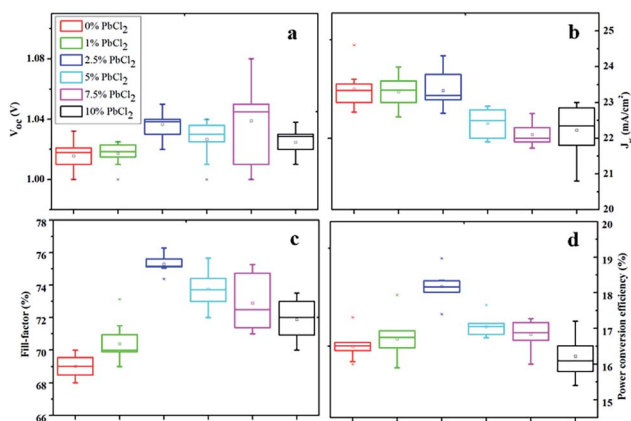 0% PbCl2
1% PbCl2
2.5% PbCl2
5% PbCl2
7.5% PbCl2
10% PbCl2
a
1.08
1.04
1.00
Voc (V)
b
25
24
23
22
21
20
(mA/cm²)
c
78
76
74
72
70
68
66
Fill-factor (%)
d
19
18
17
16
15
Power conversion efficiency (%)